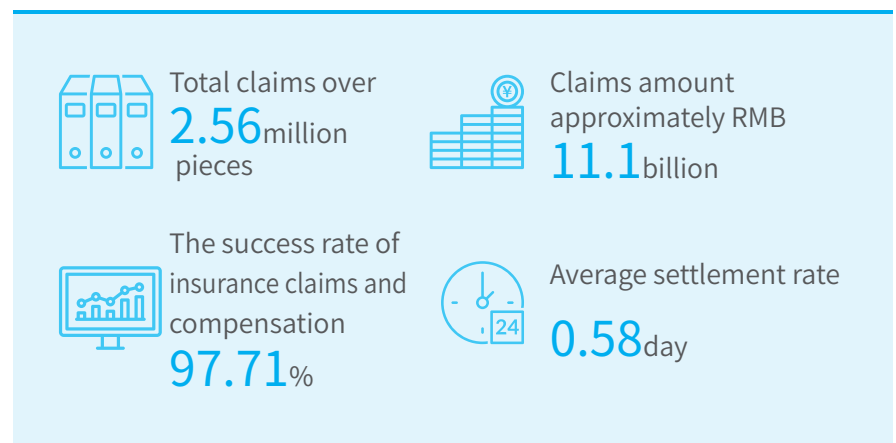 Total claims over
2.56million
pieces
Claims amount
approximately RMB
11.1billion
¥
The success rate of
insurance claims and
compensation
97.71%
Average settlement rate
0.58day
24